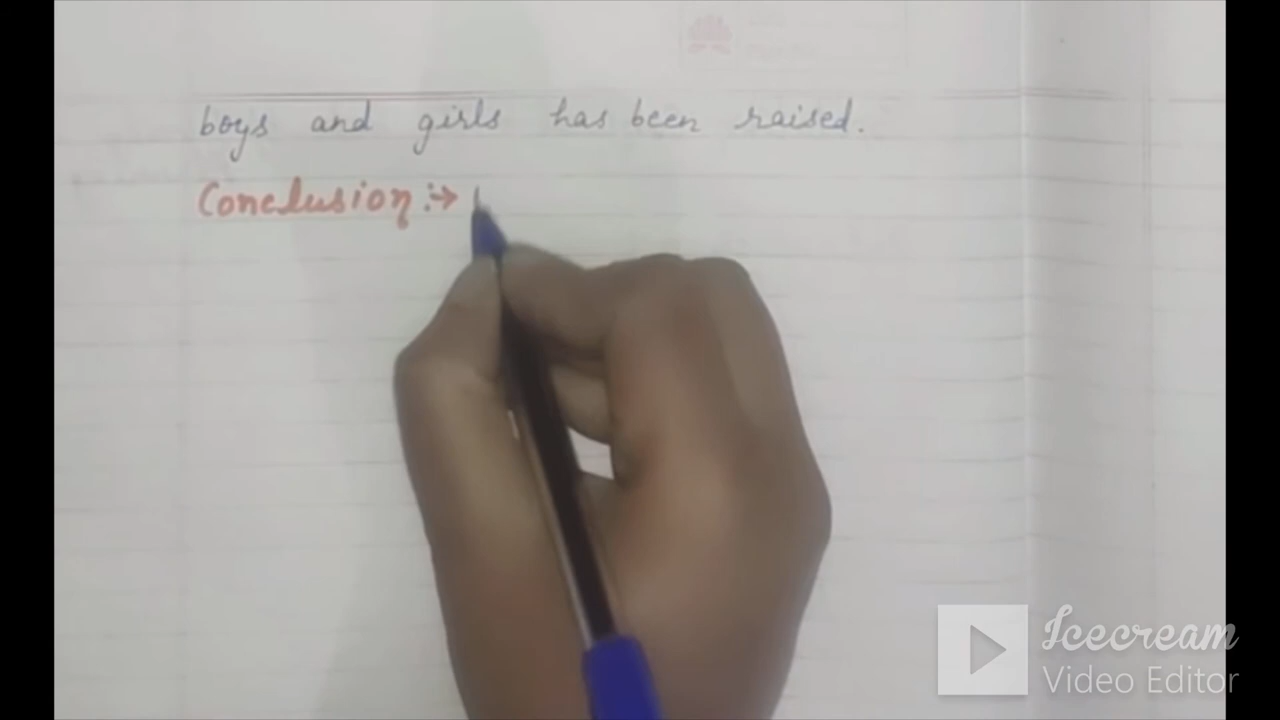 boys and girls has been raised.
Conclusion :→
Icecream
Video Editor